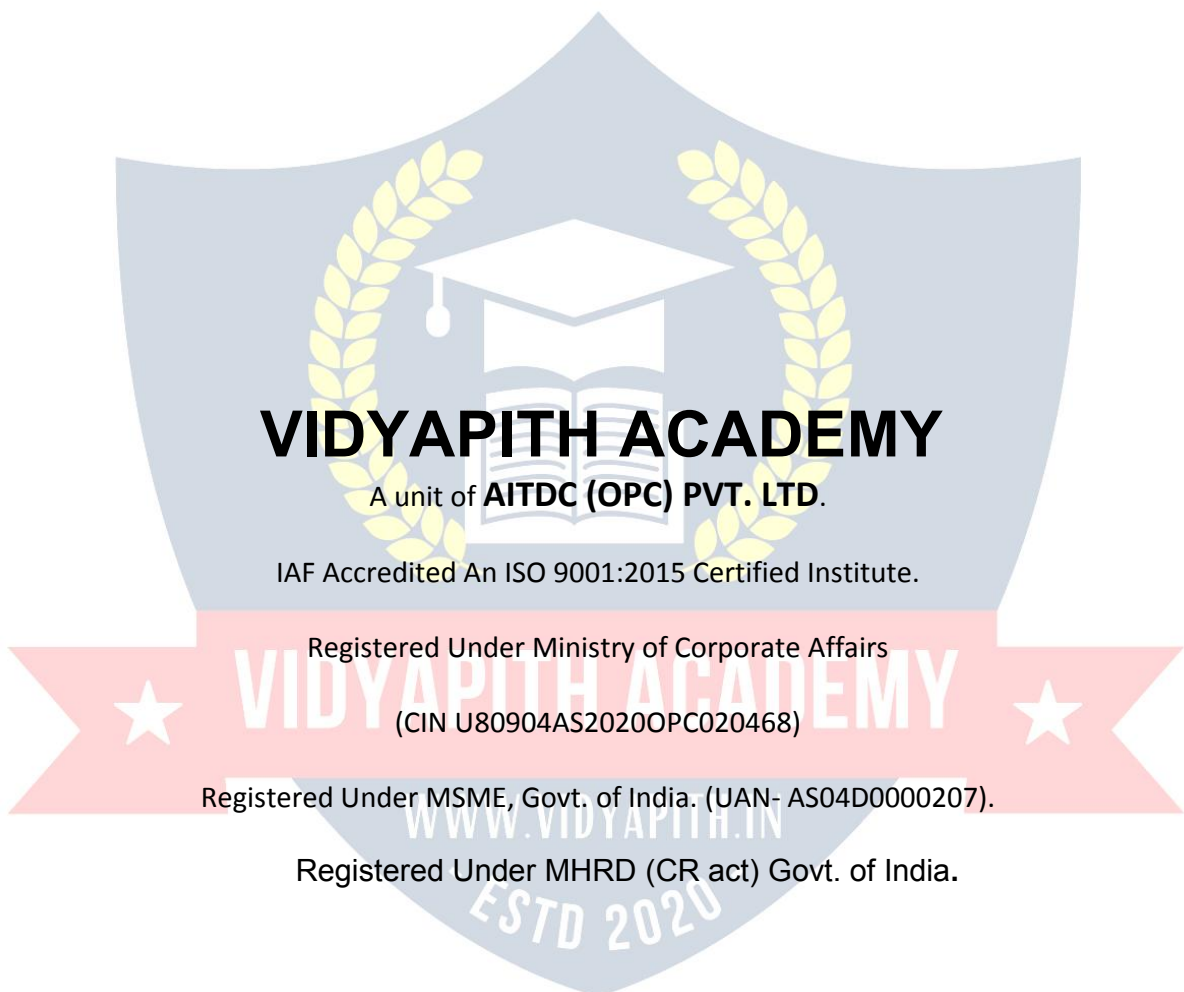 VIDYAPITH ACADEMY
A unit of AITDC (OPC) PVT. LTD.
IAF Accredited An ISO 9001:2015 Certified Institute.
Registered Under Ministry of Corporate Affairs
VIDYAPITH ACADEMY
(CIN U80904AS2020OPC020468)
Registered Under MSME, Govt. of India. (UAN- AS04D0000207).
WWW.VIDYAPITH.IN
Registered Under MHRD (CR act) Govt. of India.
ESTD 2020